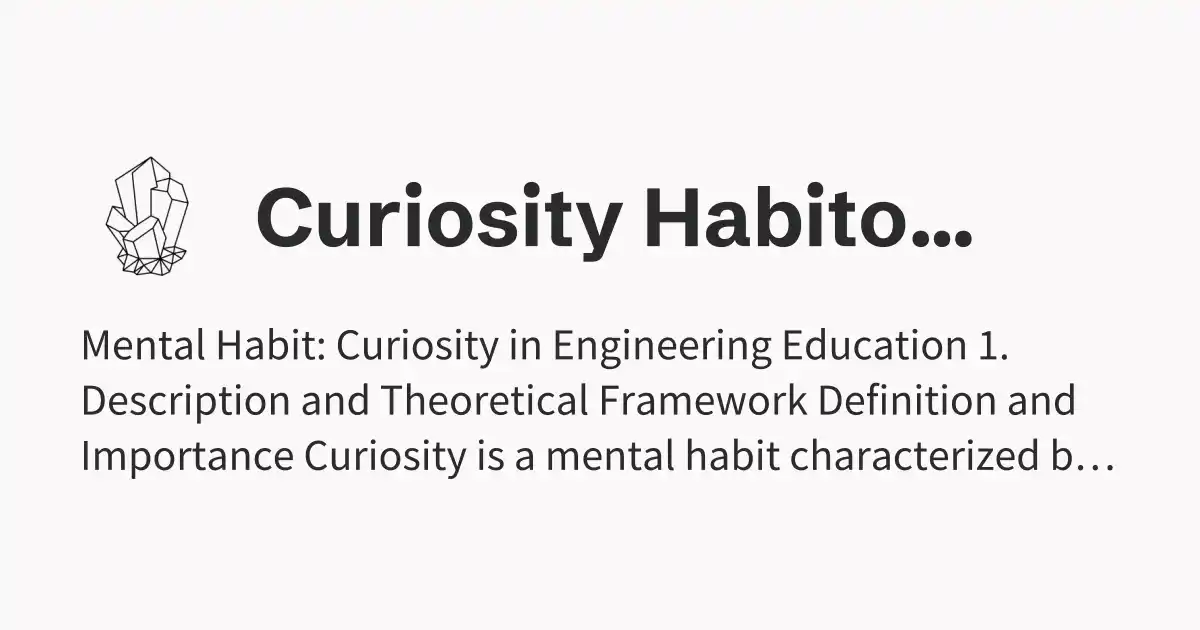 Curiosity Habito...
Mental Habit: Curiosity in Engineering Education 1.
Description and Theoretical Framework Definition and
Importance Curiosity is a mental habit characterized b...